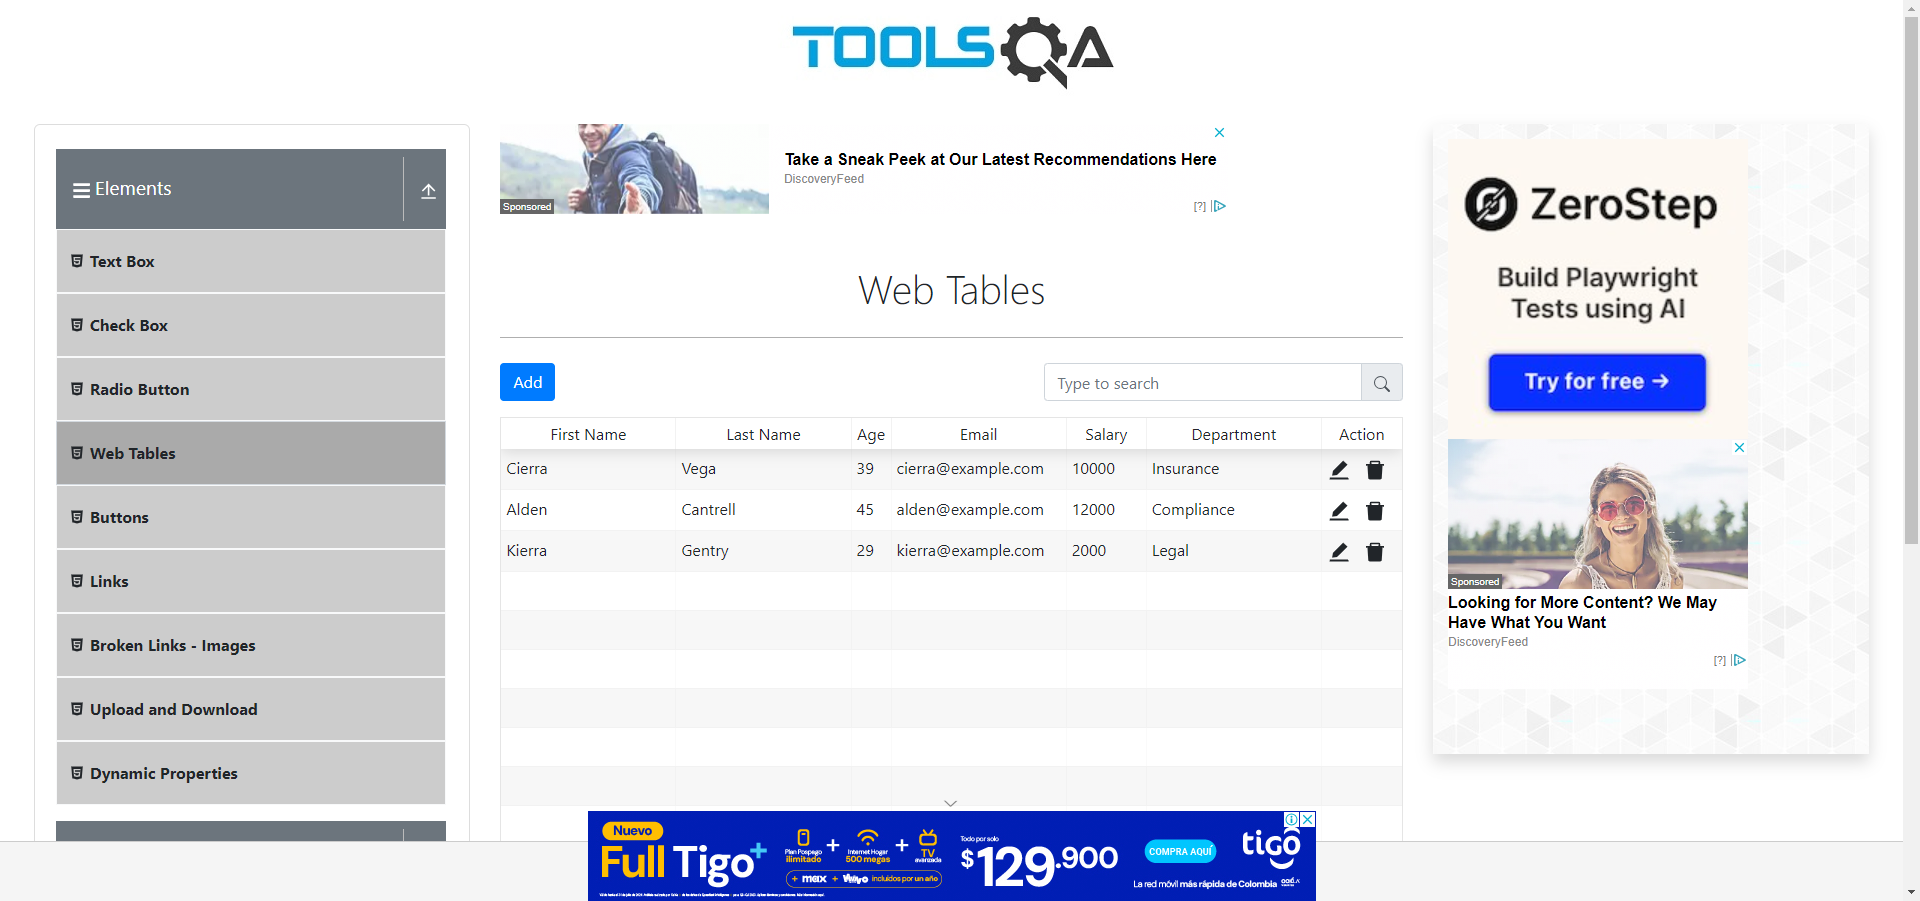 TOOLSQA
Elements
Text Box
Check Box
Radio Button
Web Tables
Buttons
Links
Broken Links - Images
Upload and Download
Dynamic Properties
Sponsored
Take a Sneak Peek at Our Latest Recommendations Here
DiscoveryFeed
[?]
Web Tables
Add
Type to search
First Name Last Name Age Email Salary Department Action
Cierra Vega 39 cierra@example.com 10000 Insurance
Alden Cantrell 45 alden@example.com 12000 Compliance
Kierra Gentry 29 kierra@example.com 2000 Legal
ZeroStep
Build Playwright
Tests using AI
Try for free →
Sponsored
Looking for More Content? We May
Have What You Want
DiscoveryFeed
[?]
Nuevo
Full Tigo+
Plan Pospago
ilimitado
+
Internet Hogar
500 megas
+
TV
avanzada
+ max + incluidos por un año
Todo por solo
$129.900
COMPRA AQUÍ
tigo
La red móvil más rápida de Colombia